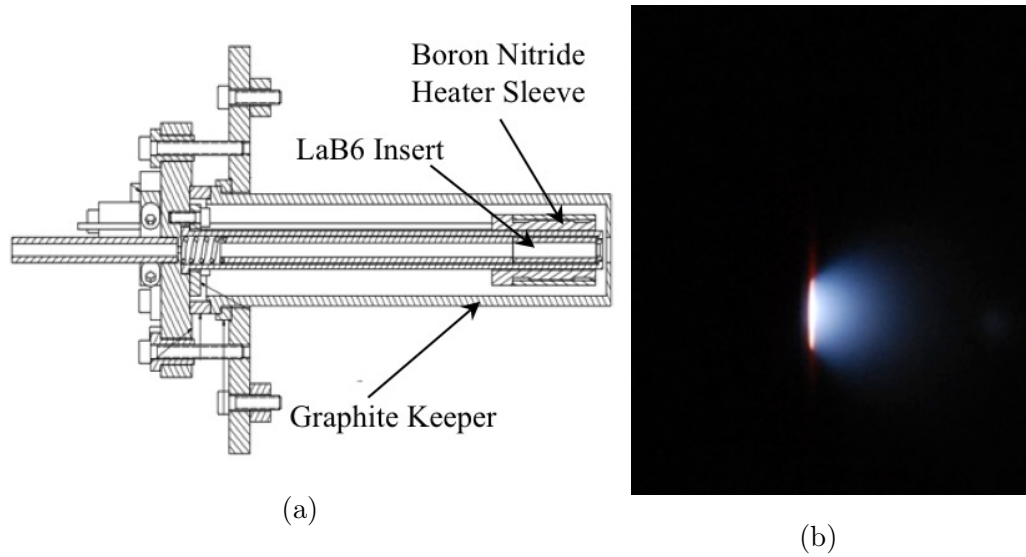 Boron Nitride
Heater Sleeve
LaB6 Insert
Graphite Keeper
(a)
(b)